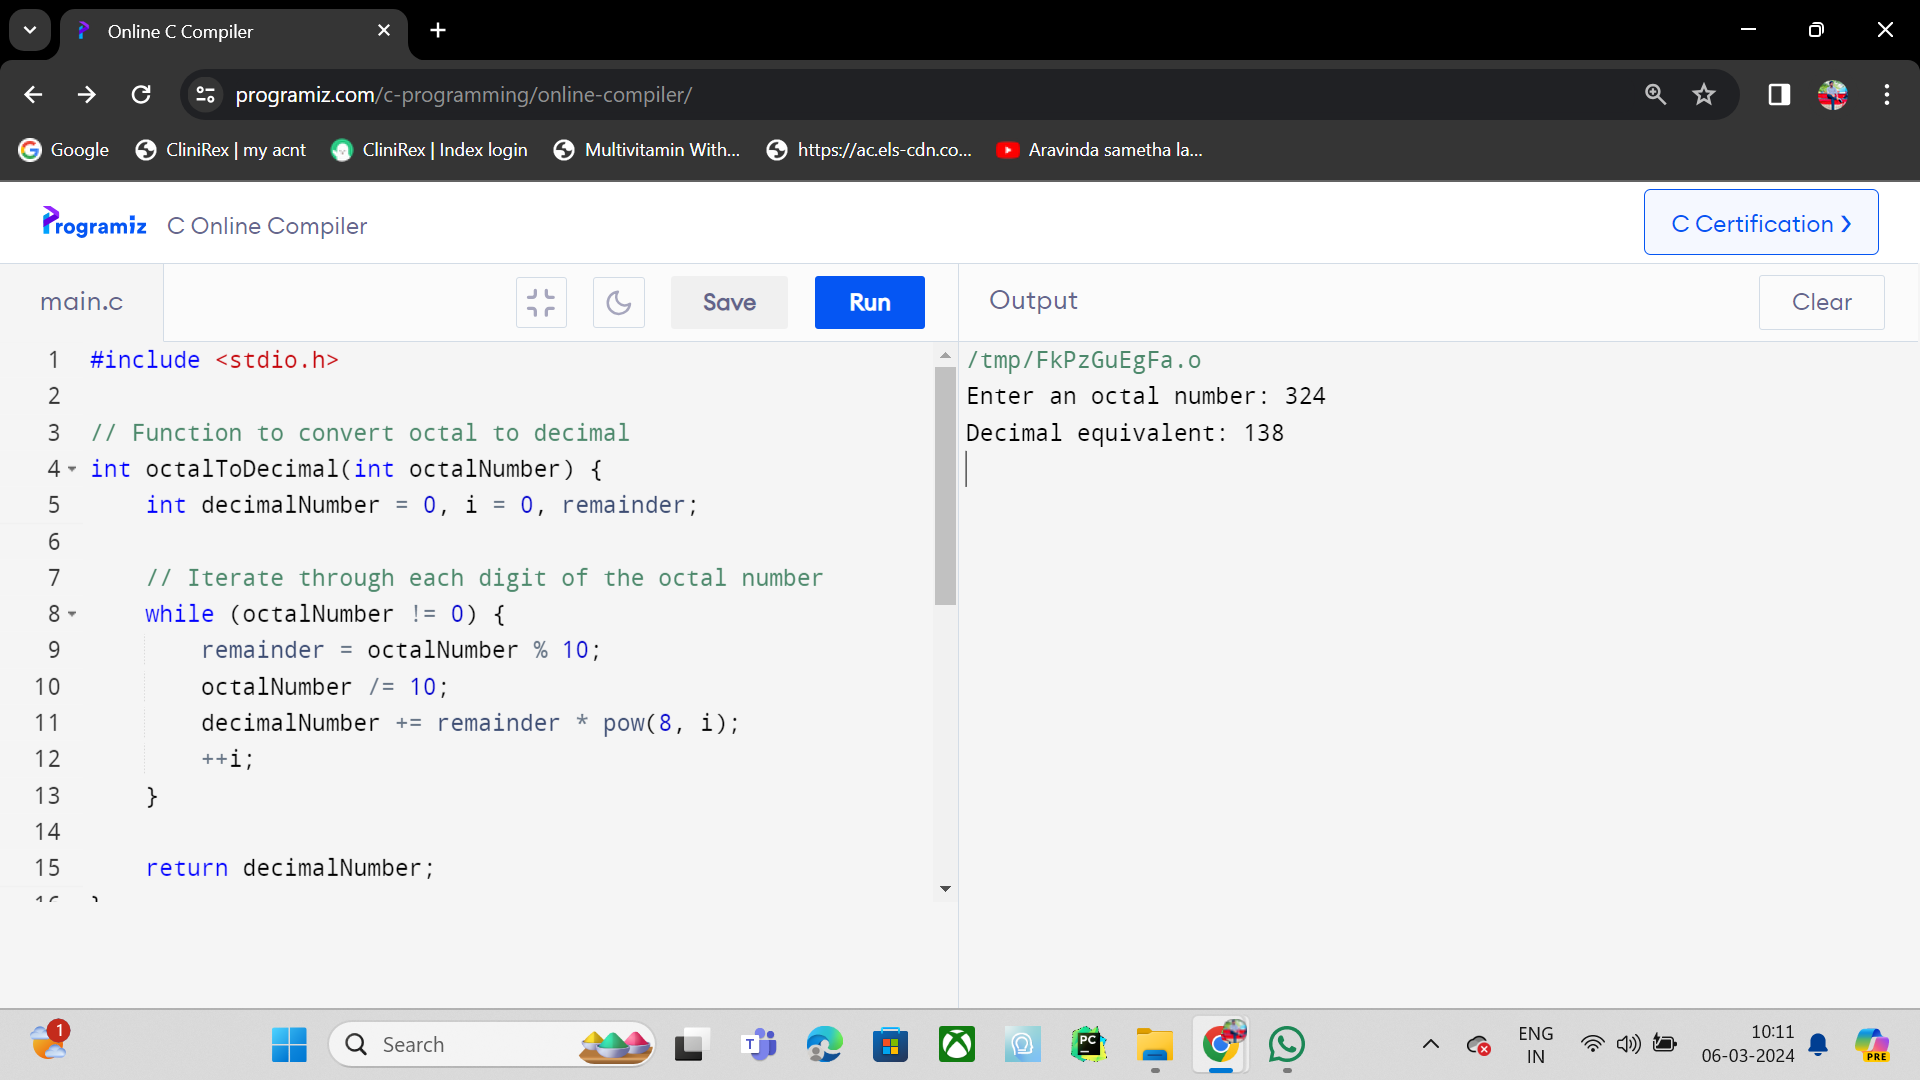 Online C Compiler
programiz.com/c-programming/online-compiler/
Google
CliniRex | my acnt
CliniRex | Index login
Multivitamin With...
https://ac.els-cdn.co...
Aravinda sametha la...
Programiz C Online Compiler
C Certification ›
main.c
Save
Run
Output
Clear
1 #include <stdio.h>
2
3 // Function to convert octal to decimal
4 int octalToDecimal(int octalNumber) {
5 int decimalNumber = 0, i = 0, remainder;
6
7 // Iterate through each digit of the octal number
8 while (octalNumber != 0) {
9 remainder = octalNumber % 10;
10 octalNumber /= 10;
11 decimalNumber += remainder * pow(8, i);
12 ++i;
13 }
14
15 return decimalNumber;
16 }
/tmp/FkPzGuEgFa.o
Enter an octal number: 324
Decimal equivalent: 138
1
Search
T
PC
ENG
IN
10:11
06-03-2024
PRE